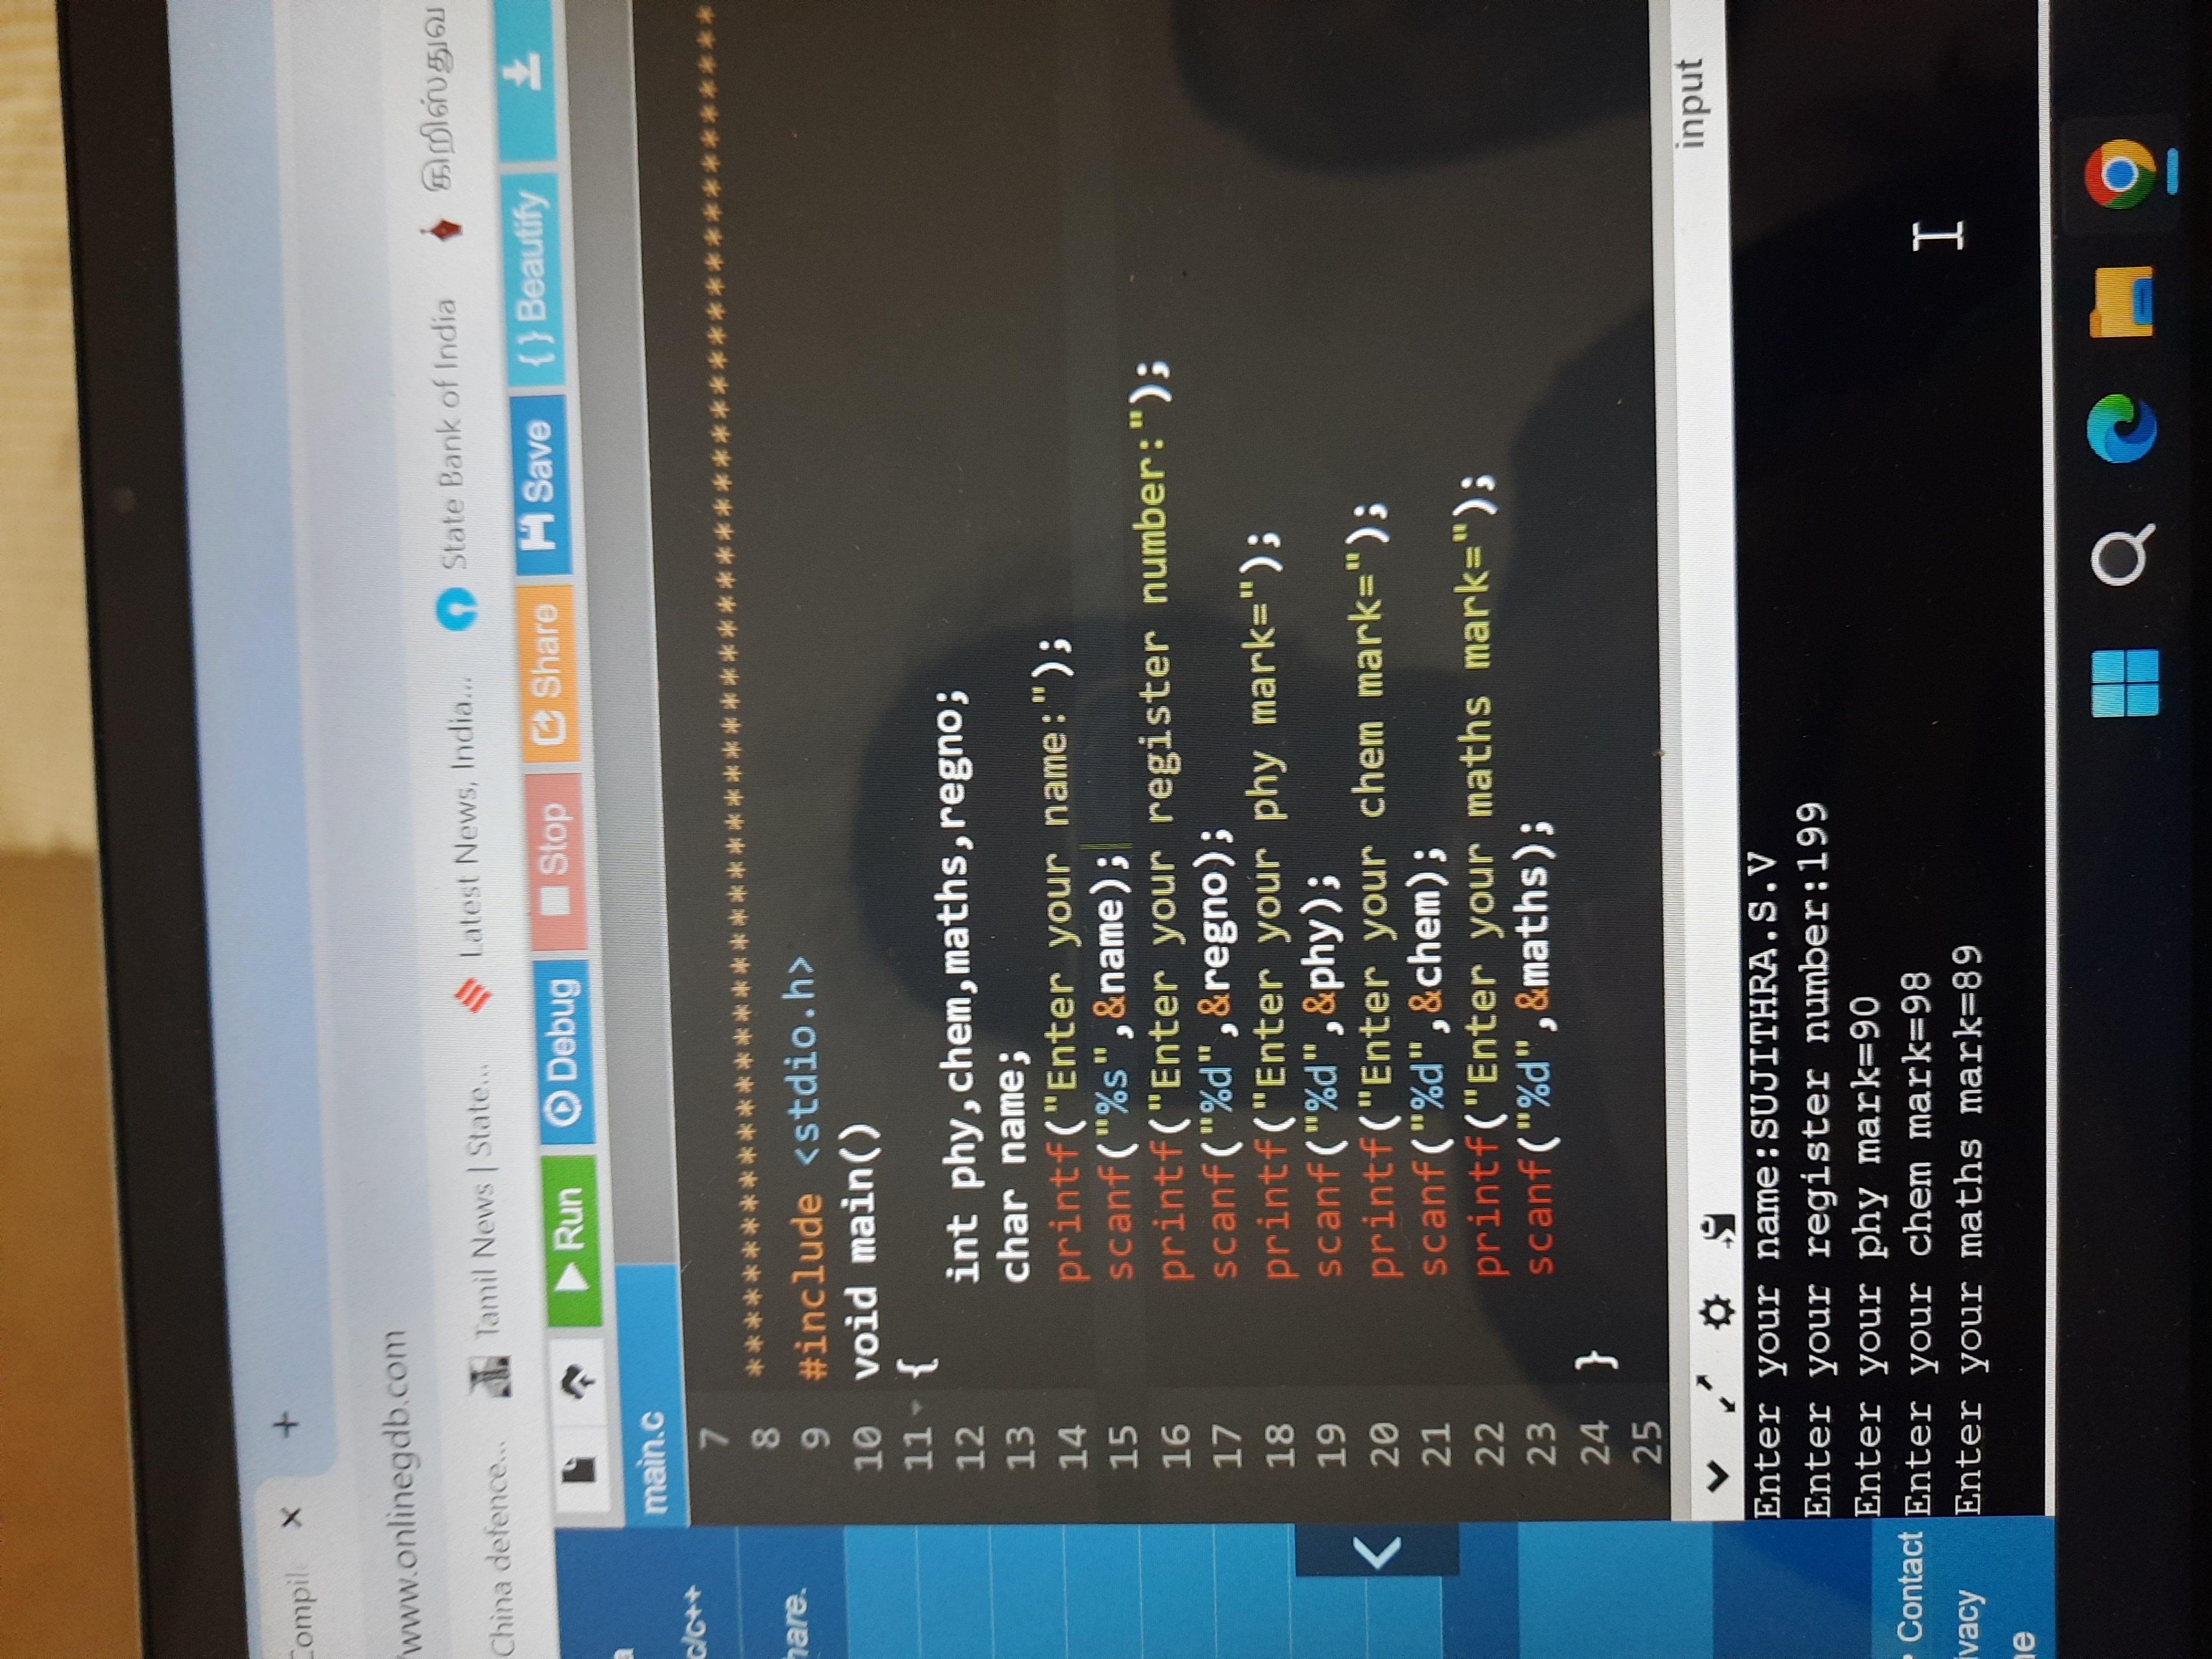 Compil
www.onlinegdb.com
China defence... Tamil News | State... Latest News, India... State Bank of India கிறிஸ்துவ
Run Debug Stop Share Save { } Beautify
main.c
c/c++
hare.
7
8 *********************************************************
9 #include <stdio.h>
10 void main()
11 {
12 int phy,chem,maths,regno;
13 char name;
14 printf("Enter your name:");
15 scanf("%s",&name);
16 printf("Enter your register number:");
17 scanf("%d",&regno);
18 printf("Enter your phy mark=");
19 scanf("%d",&phy);
20 printf("Enter your chem mark=");
21 scanf("%d",&chem);
22 printf("Enter your maths mark=");
23 scanf("%d",&maths);
24 }
25
input
Enter your name:SUJITHRA.S.V
Enter your register number:199
Enter your phy mark=90
Enter your chem mark=98
Enter your maths mark=89
• Contact
ivacy